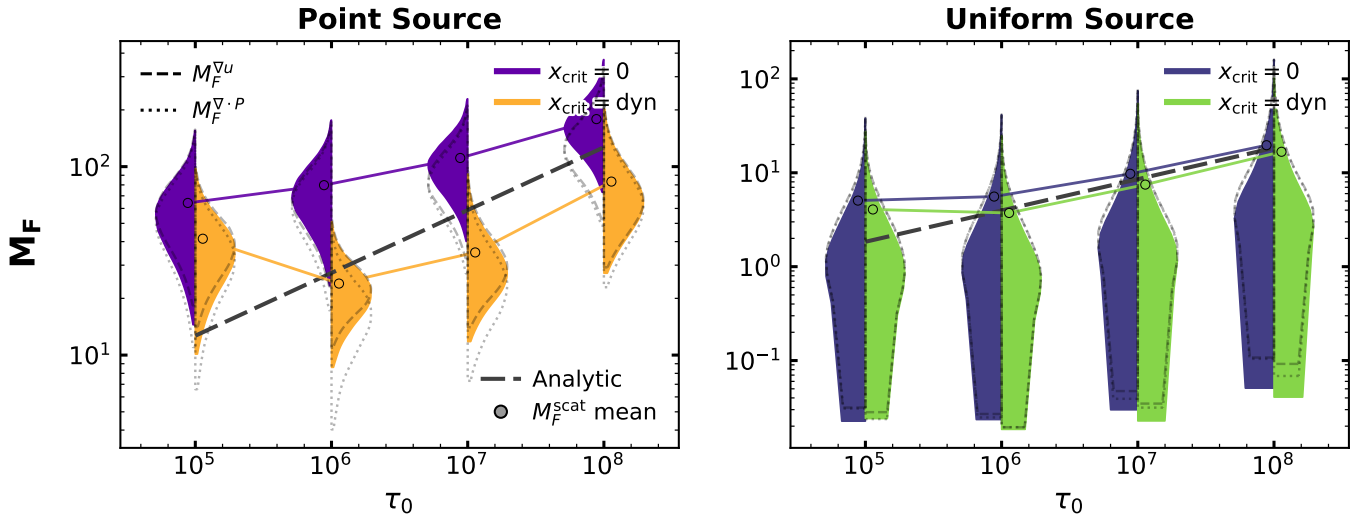 Point Source
M_F^{∇u}
M_F^{∇·P}
x_crit = 0
x_crit = dyn
Analytic
M_F^scat mean
M_F
10^2
10^1
10^5 10^6 10^7 10^8
τ_0
Uniform Source
x_crit = 0
x_crit = dyn
10^2
10^1
10^0
10^{-1}
10^5 10^6 10^7 10^8
τ_0